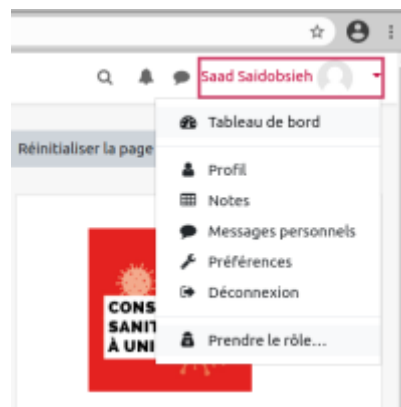 Saad Saidobsieh
Tableau de bord
Réinitialiser la page
Profil
Notes
Messages personnels
Préférences
Déconnexion
CONS
SANIT
À UNI
Prendre le rôle...